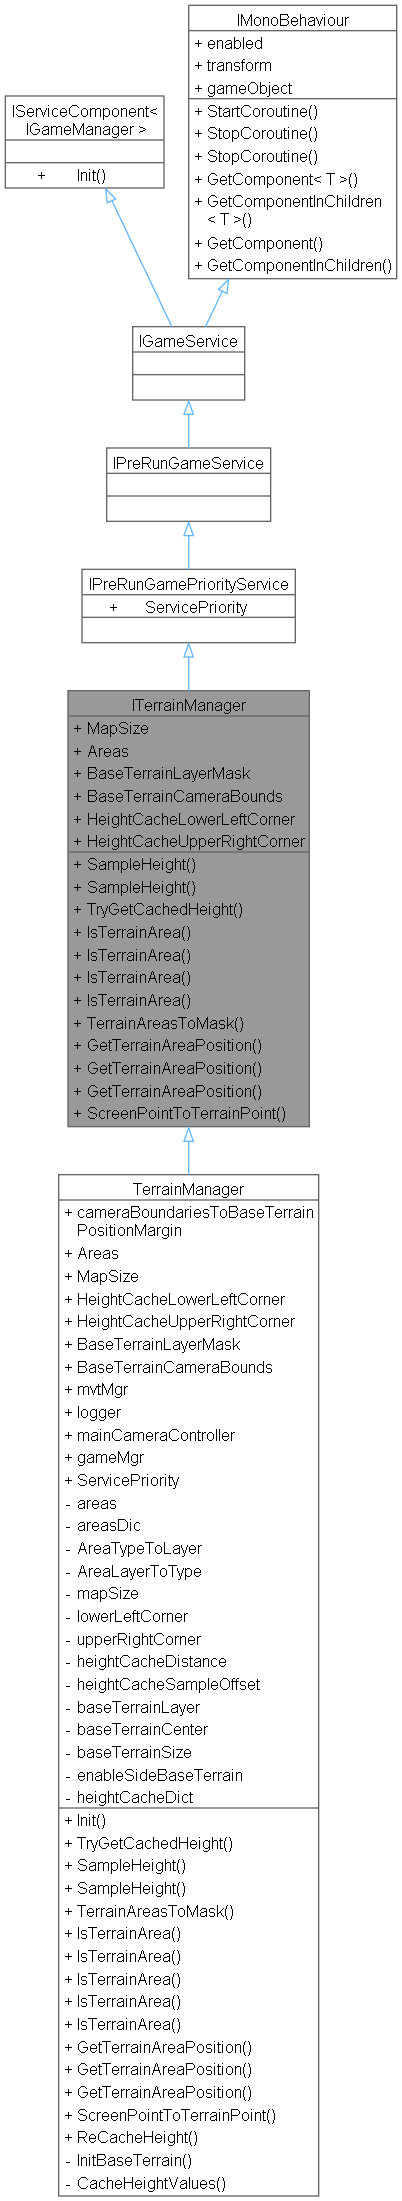 IMonoBehaviour
+ enabled
+ transform
+ gameObject
+ StartCoroutine()
+ StopCoroutine()
+ StopCoroutine()
+ GetComponent< T >()
+ GetComponentInChildren
< T >()
+ GetComponent()
+ GetComponentInChildren()
IServiceComponent<
IGameManager >
+ Init()
IGameService
IPreRunGameService
IPreRunGamePriorityService
+ ServicePriority
ITerrainManager
+ MapSize
+ Areas
+ BaseTerrainLayerMask
+ BaseTerrainCameraBounds
+ HeightCacheLowerLeftCorner
+ HeightCacheUpperRightCorner
+ SampleHeight()
+ SampleHeight()
+ TryGetCachedHeight()
+ IsTerrainArea()
+ IsTerrainArea()
+ IsTerrainArea()
+ IsTerrainArea()
+ TerrainAreasToMask()
+ GetTerrainAreaPosition()
+ GetTerrainAreaPosition()
+ GetTerrainAreaPosition()
+ ScreenPointToTerrainPoint()
TerrainManager
+ cameraBoundariesToBaseTerrain
PositionMargin
+ Areas
+ MapSize
+ HeightCacheLowerLeftCorner
+ HeightCacheUpperRightCorner
+ BaseTerrainLayerMask
+ BaseTerrainCameraBounds
+ mvtMgr
+ logger
+ mainCameraController
+ gameMgr
+ ServicePriority
- areas
- areasDic
- AreaTypeToLayer
- AreaLayerToType
- mapSize
- lowerLeftCorner
- upperRightCorner
- heightCacheDistance
- heightCacheSampleOffset
- baseTerrainLayer
- baseTerrainCenter
- baseTerrainSize
- enableSideBaseTerrain
- heightCacheDict
+ Init()
+ TryGetCachedHeight()
+ SampleHeight()
+ SampleHeight()
+ TerrainAreasToMask()
+ IsTerrainArea()
+ IsTerrainArea()
+ IsTerrainArea()
+ IsTerrainArea()
+ IsTerrainArea()
+ GetTerrainAreaPosition()
+ GetTerrainAreaPosition()
+ GetTerrainAreaPosition()
+ ScreenPointToTerrainPoint()
+ ReCacheHeight()
- InitBaseTerrain()
- CacheHeightValues()